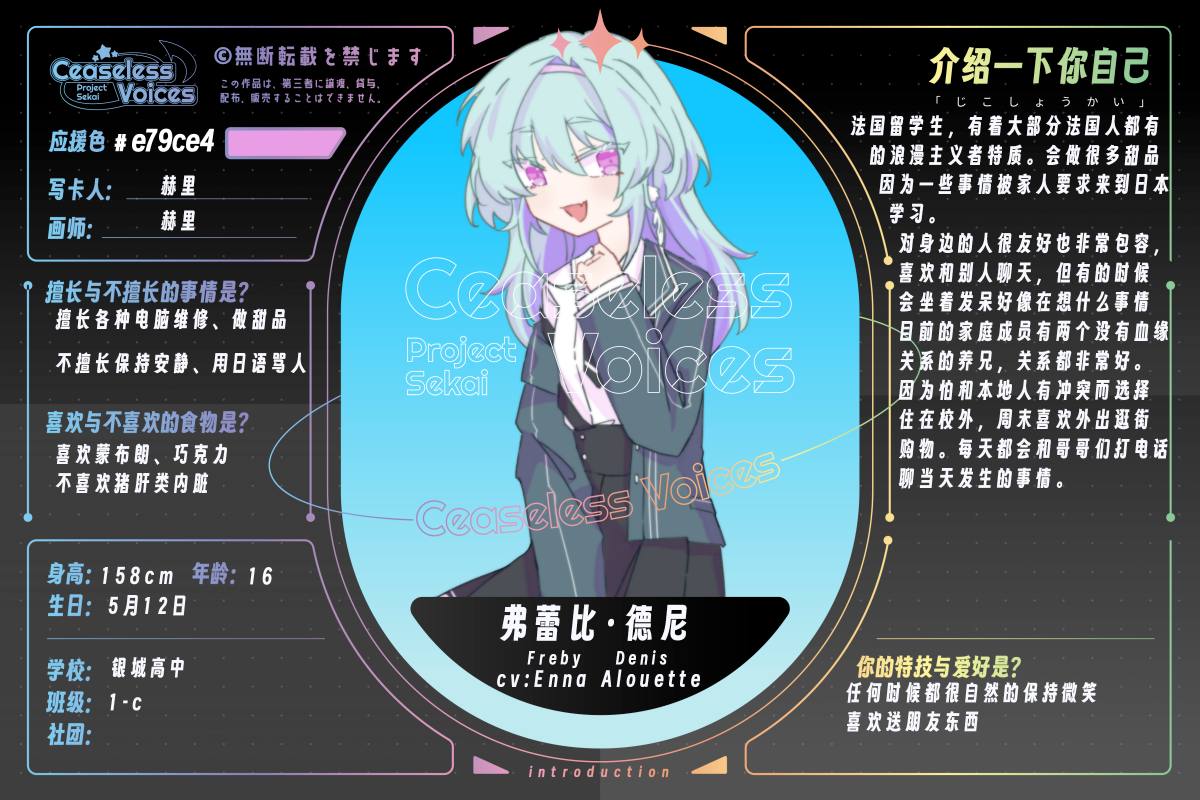 Ceaseless
Project
Sekai
Voices
©無断転載を禁じます
この作品は、第三者に譲渡、貸与、
配布、販売することはできません。
应援色 #e79ce4
写卡人: 赫里
画师: 赫里
擅长与不擅长的事情是?
擅长各种电脑维修、做甜品
不擅长保持安静、用日语骂人
喜欢与不喜欢的食物是?
喜欢蒙布朗、巧克力
不喜欢猪肝类内脏
身高: 158cm 年龄: 16
生日: 5月12日
学校: 银城高中
班级: 1-c
社团:
Ceaseless
Project
Sekai
Voices
Ceaseless Voices
弗蕾比·德尼
Freby Denis
cv:Enna Alouette
introduction
介绍一下你自己
「じこしょうかい」
法国留学生，有着大部分法国人都有
的浪漫主义者特质。会做很多甜品
因为一些事情被家人要求来到日本
学习。
对身边的人很友好也非常包容，
喜欢和别人聊天，但有的时候
会坐着发呆好像在想什么事情
目前的家庭成员有两个没有血缘
关系的养兄，关系都非常好。
因为怕和本地人有冲突而选择
住在校外，周末喜欢外出逛街
购物。每天都会和哥哥们打电话
聊当天发生的事情。
你的特技与爱好是?
任何时候都很自然的保持微笑
喜欢送朋友东西